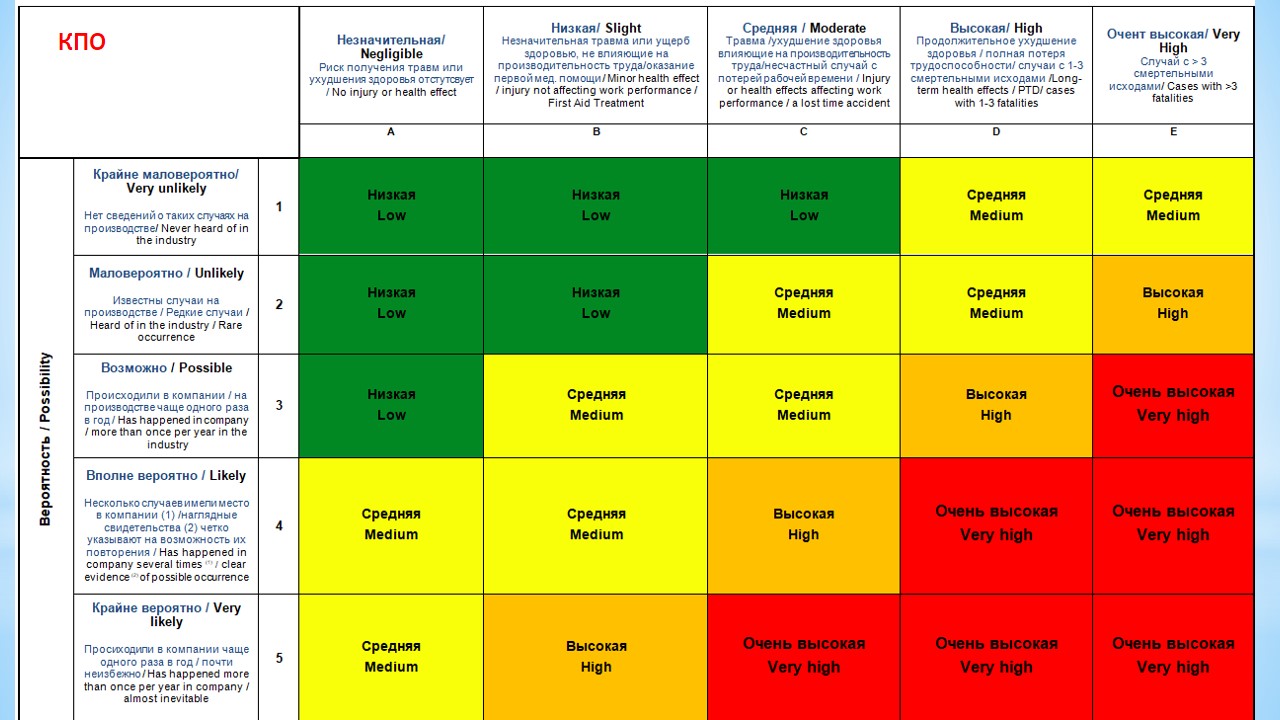 КПО
Незначительная/
Negligible
Риск получения травм или
ухудшения здоровья отстутсвует
/ No injury or health effect
Низкая/ Slight
Незначительная травма или ущерб
здоровью, не влияющие на
производительность труда/оказание
первой мед. помощи/ Minor health effect
/ injury not affecting work performance /
First Aid Treatment
Средняя / Moderate
Травма /ухудшение здоровья
влияющие на производительность
труда/несчастный случай с
потерей рабочей времени / Injury
or health effects affecting work
performance / a lost time accident
Высокая/ High
Продолжительное ухудшение
здоровья / полная потеря
трудоспособности/ случаи с 1-3
смертельными исходами /Long-
term health effects / PTD/ cases
with 1-3 fatalities
Очент высокая/ Very
High
Случай с > 3
смертельными
исходами/ Cases with >3
fatalities
A
B
C
D
E
Вероятность / Possibility
Крайне маловероятно/
Very unlikely
Нет сведений о таких случаях на
производстве/ Never heard of in
the industry
1
Низкая
Low
Низкая
Low
Низкая
Low
Средняя
Medium
Средняя
Medium
Маловероятно / Unlikely
Известны случаи на
производстве / Редкие случаи /
Heard of in the industry / Rare
occurrence
2
Низкая
Low
Низкая
Low
Средняя
Medium
Средняя
Medium
Высокая
High
Возможно / Possible
Происходили в компании / на
производстве чаще одного раза
в год / Has happened in company
/ more than once per year in the
industry
3
Низкая
Low
Средняя
Medium
Средняя
Medium
Высокая
High
Очень высокая
Very high
Вполне вероятно / Likely
Несколько случаев имели место
в компании (1) /наглядные
свидетельства (2) четко
указывают на возможность их
повторения / Has happened in
company several times (1) / clear
evidence (2) of possible occurrence
4
Средняя
Medium
Средняя
Medium
Высокая
High
Очень высокая
Very high
Очень высокая
Very high
Крайне вероятно / Very
likely
Просиходили в компании чаще
одного раза в год / почти
неизбежно/ Has happened more
than once per year in company /
almost inevitable
5
Средняя
Medium
Высокая
High
Очень высокая
Very high
Очень высокая
Very high
Очень высокая
Very high